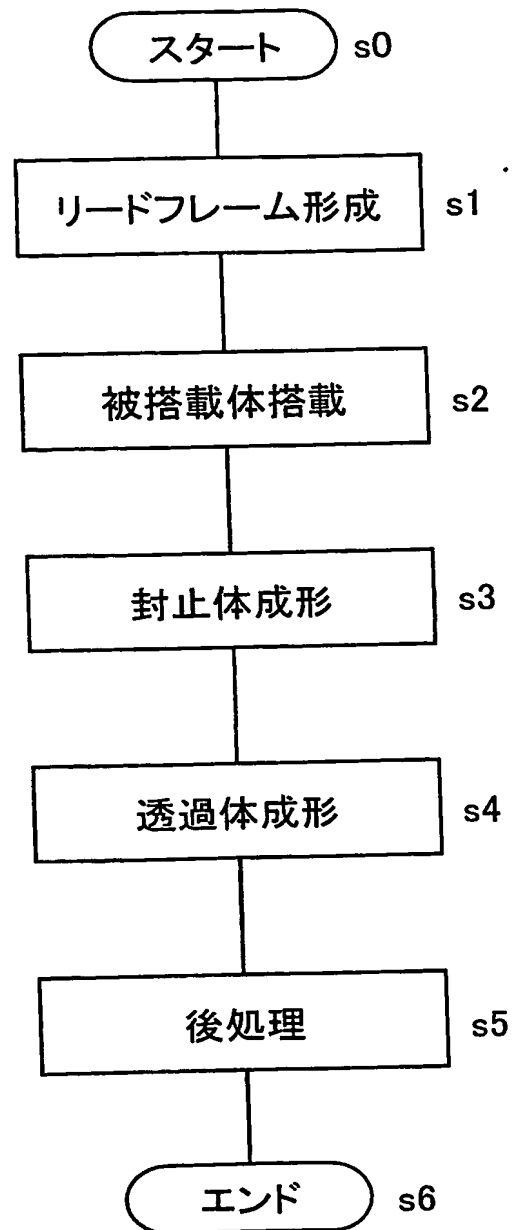 スタート s0
リードフレーム形成 s1
被搭載体搭載 s2
封止体成形 s3
透過体成形 s4
後処理 s5
エンド s6